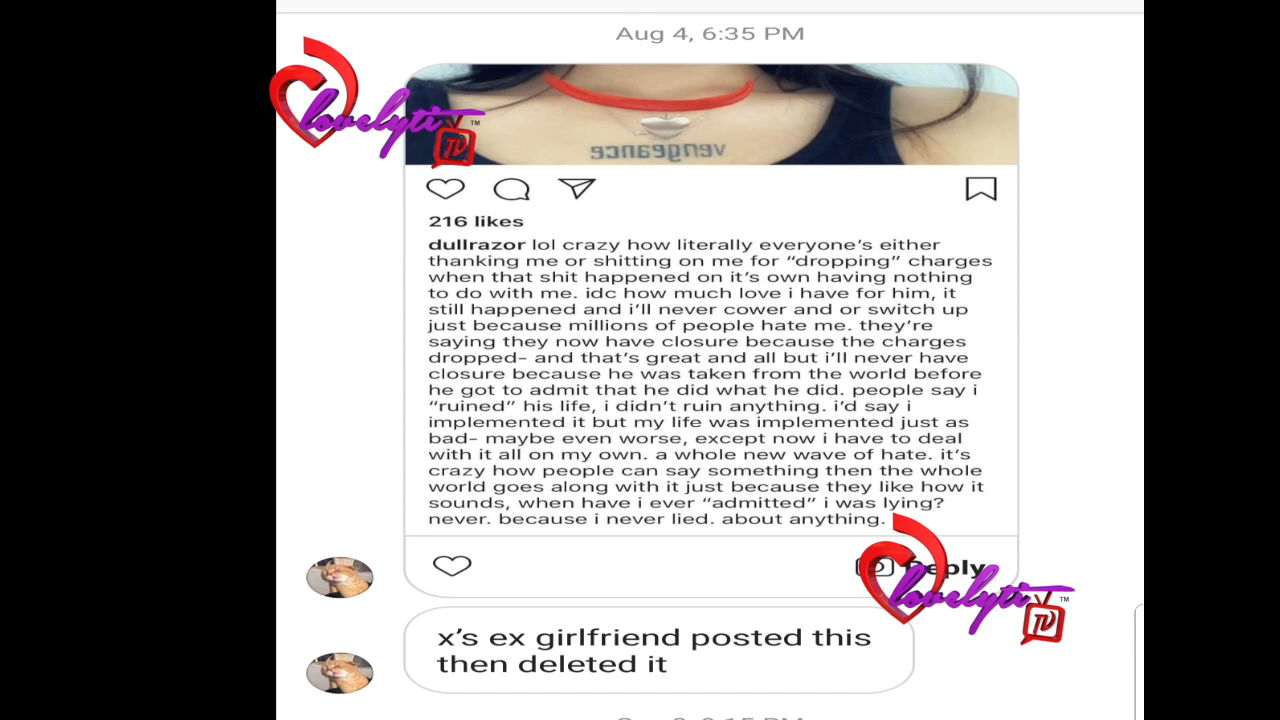 Aug 4, 6:35 PM
lovelyti TM
TV
vengeance
216 likes
dullrazor lol crazy how literally everyone's either
thanking me or shitting on me for “dropping” charges
when that shit happened on it's own having nothing
to do with me. idc how much love i have for him, it
still happened and i'll never cower and or switch up
just because millions of people hate me. they're
saying they now have closure because the charges
dropped- and that's great and all but i'll never have
closure because he was taken from the world before
he got to admit that he did what he did. people say i
“ruined” his life, i didn't ruin anything. i'd say i
implemented it but my life was implemented just as
bad- maybe even worse, except now i have to deal
with it all on my own. a whole new wave of hate. it's
crazy how people can say something then the whole
world goes along with it just because they like how it
sounds, when have i ever “admitted” i was lying?
never. because i never lied. about anything.
Reply
lovelyti TM
TV
x's ex girlfriend posted this
then deleted it